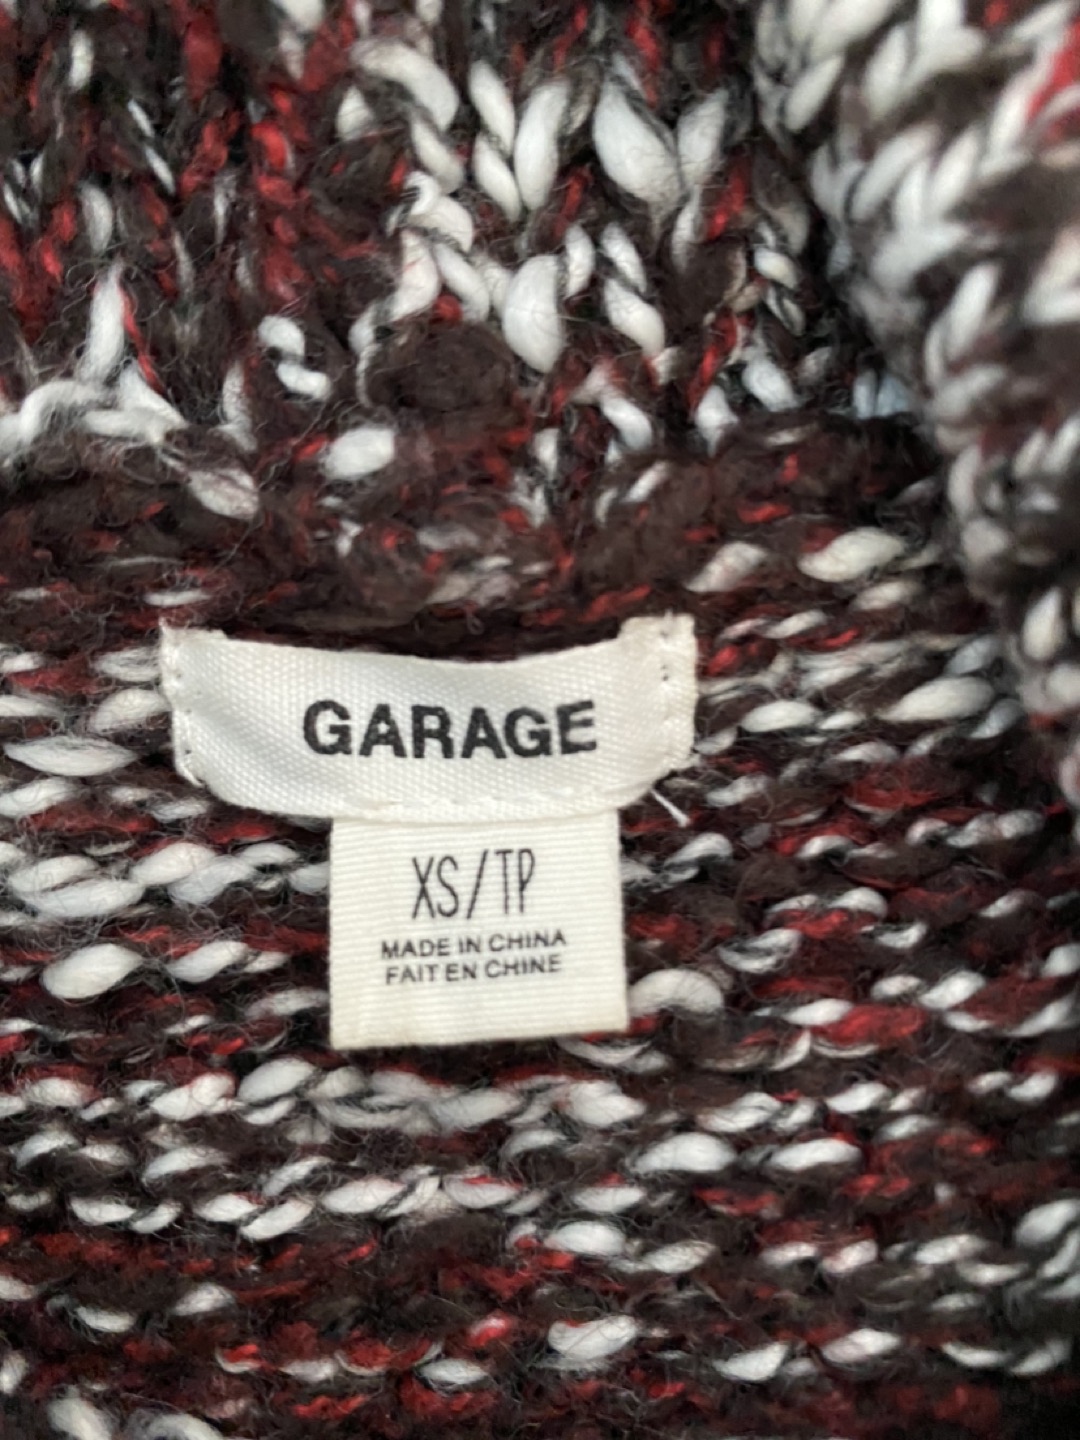 GARAGE
XS/TP
MADE IN CHINA
FAIT EN CHINE